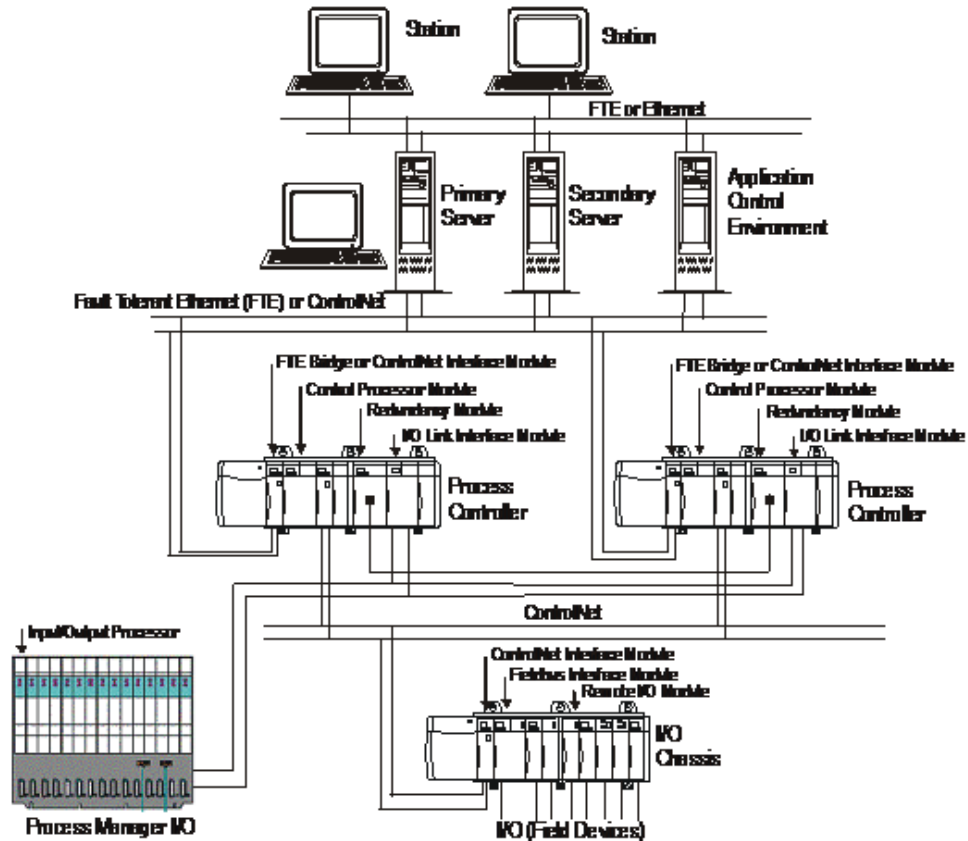 Station
Station
FTE or Ethernet
Primary
Server
Secondary
Server
Application
Control
Environment
Fault Tolerent Ethernet (FTE) or ControlNet
FTE Bridge or ControlNet Interface Module
Control Processor Module
Redundancy Module
I/O Link Interface Module
Process
Controller
FTE Bridge or ControlNet Interface Module
Control Processor Module
Redundancy Module
I/O Link Interface Module
Process
Controller
ControlNet
Input/Output Processor
ControlNet Interface Module
Fieldbus Interface Module
Remote I/O Module
I/O
Chassis
Process Manager I/O
I/O (Field Devices)